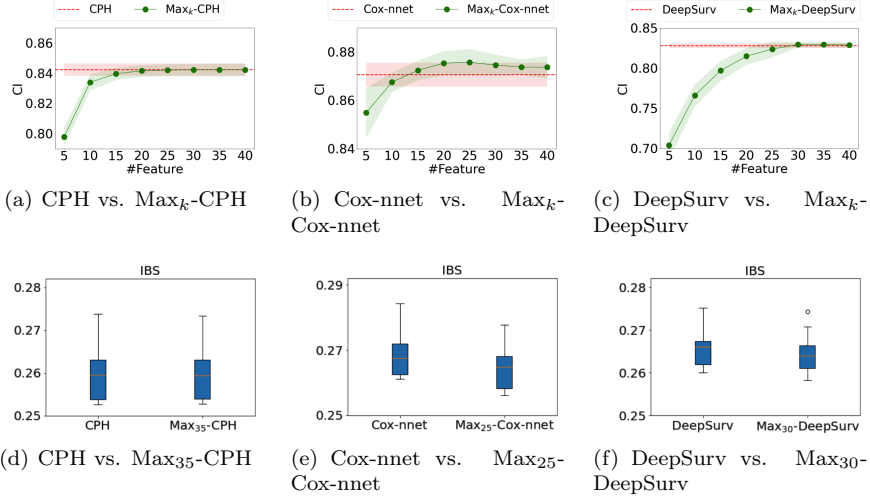 CPH Max_k-CPH
CI
0.86
0.84
0.82
0.80
5 10 15 20 25 30 35 40
#Feature
(a) CPH vs. Max_k-CPH
Cox-nnet Max_k-Cox-nnet
CI
0.88
0.86
0.84
5 10 15 20 25 30 35 40
#Feature
(b) Cox-nnet vs. Max_k-
Cox-nnet
DeepSurv Max_k-DeepSurv
CI
0.85
0.80
0.75
0.70
5 10 15 20 25 30 35 40
#Feature
(c) DeepSurv vs. Max_k-
DeepSurv
IBS
0.28
0.27
0.26
0.25
CPH Max_35-CPH
(d) CPH vs. Max_35-CPH
IBS
0.29
0.27
0.25
Cox-nnet Max_25-Cox-nnet
(e) Cox-nnet vs. Max_25-
Cox-nnet
IBS
0.28
0.27
0.26
0.25
DeepSurv Max_30-DeepSurv
(f) DeepSurv vs. Max_30-
DeepSurv